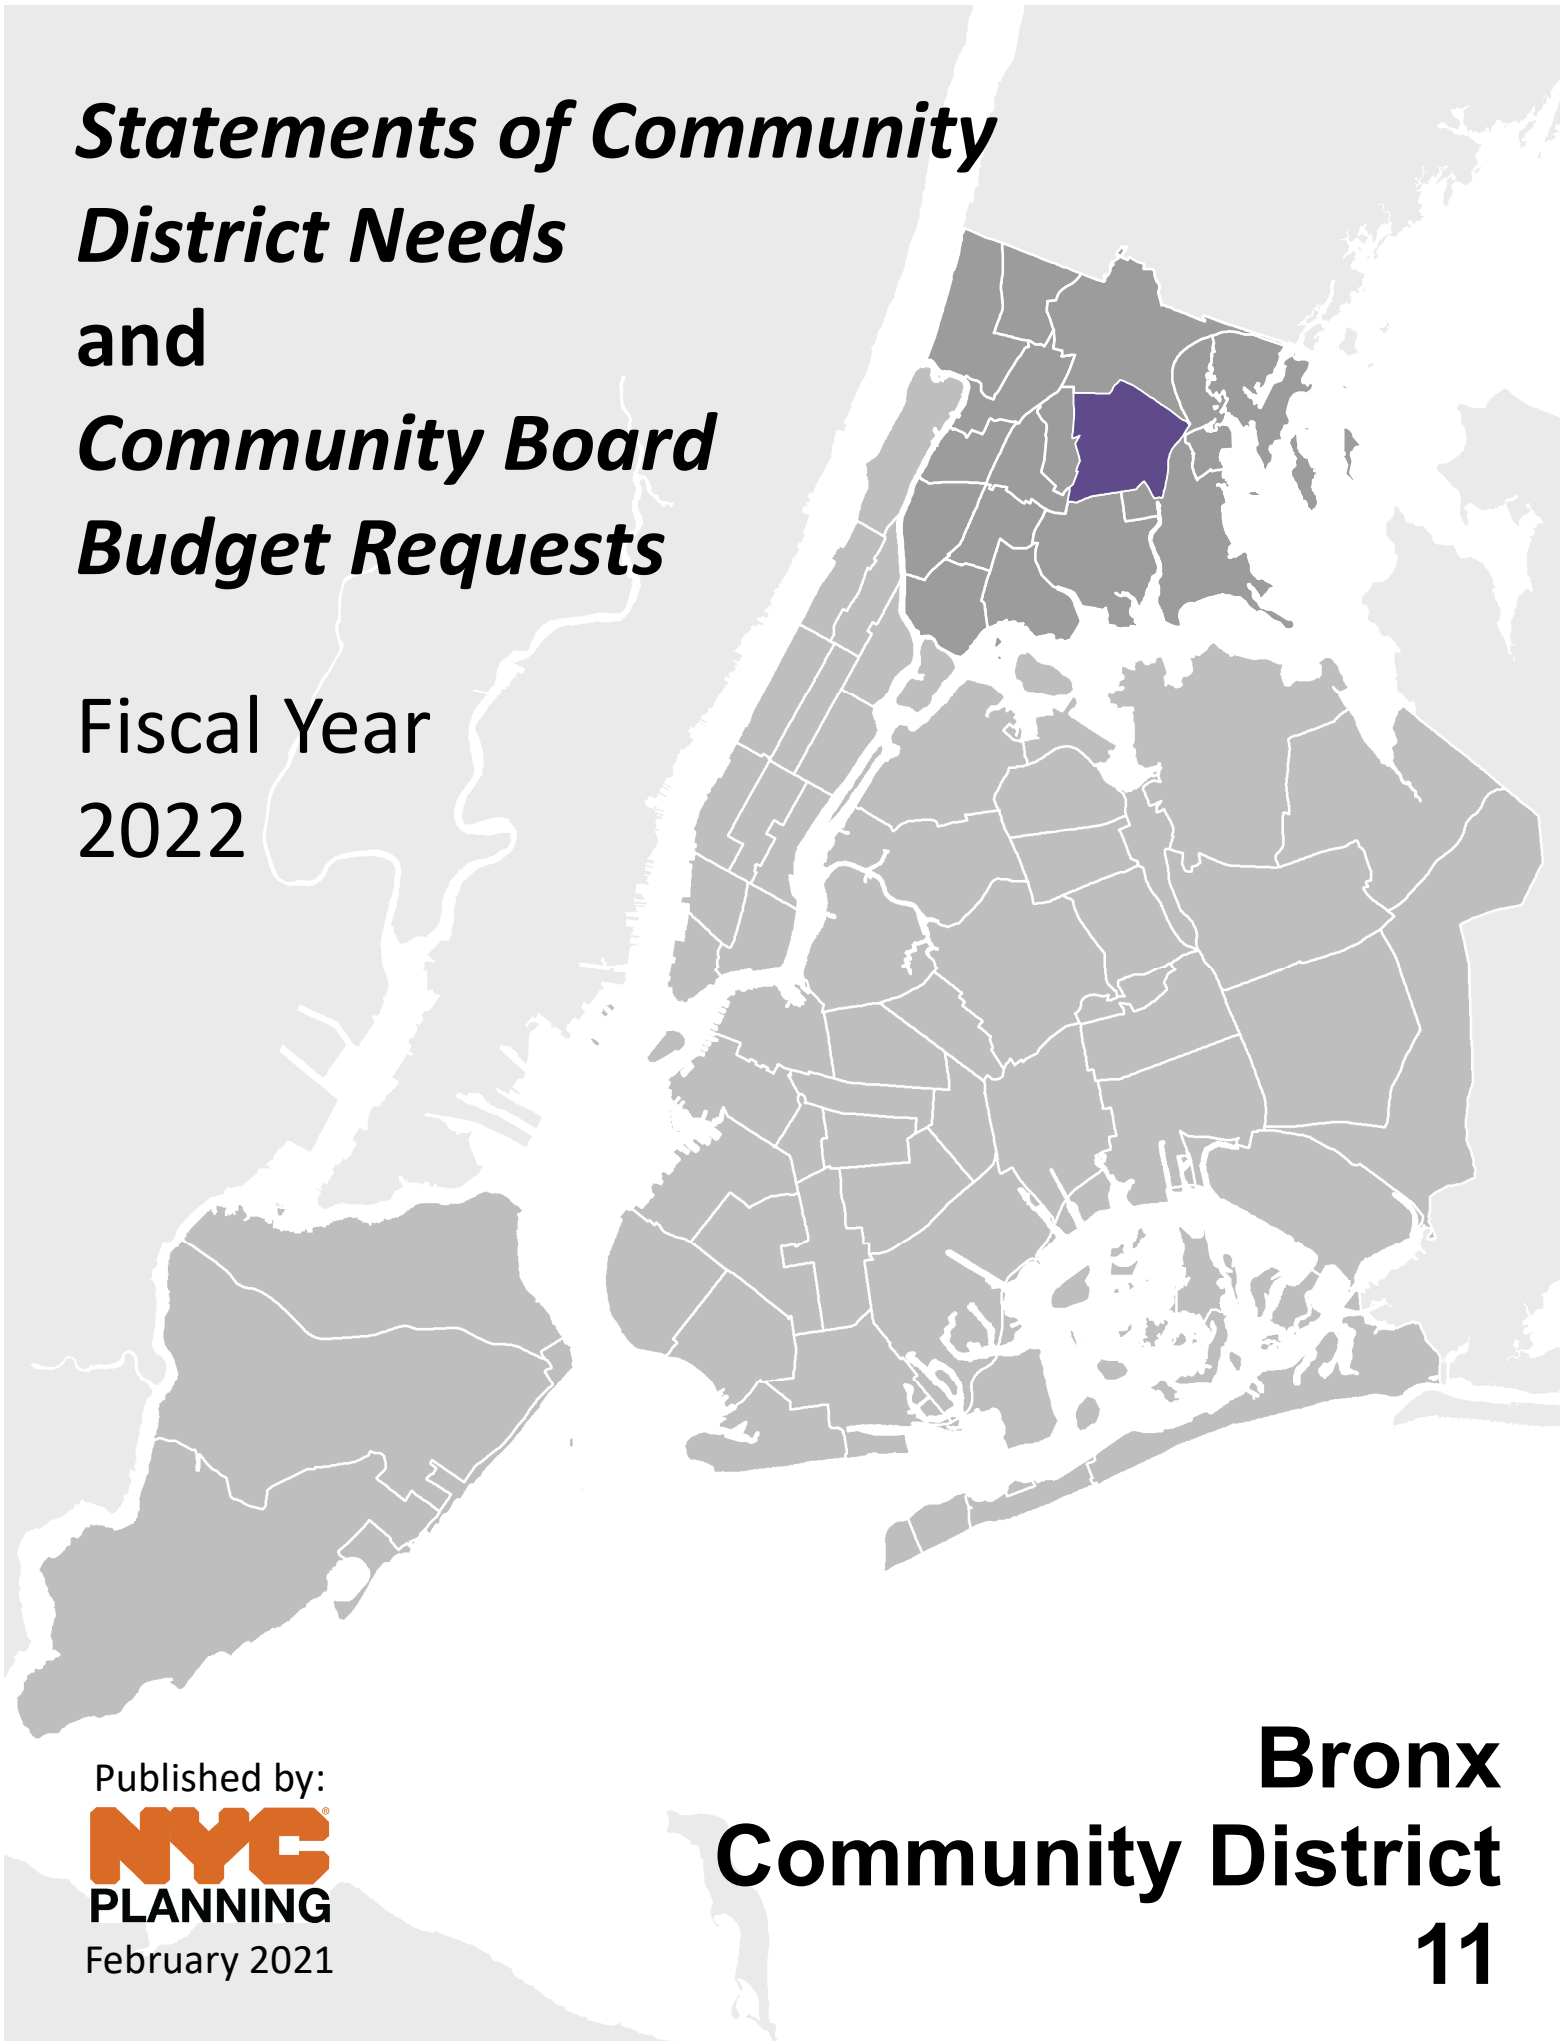 Statements of Community
District Needs
and
Community Board
Budget Requests
Fiscal Year
2022
Published by:
NYC®
PLANNING
February 2021
Bronx
Community District
11